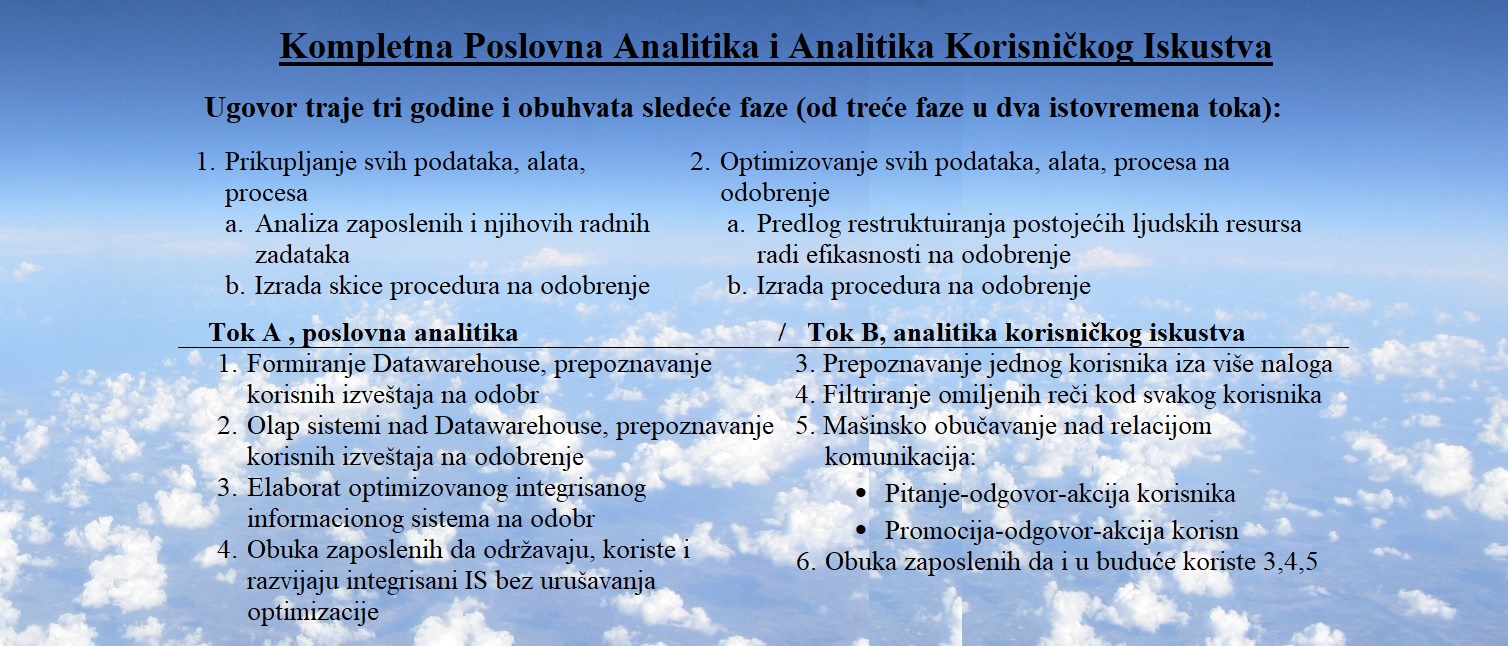 Kompletna Poslovna Analitika i Analitika Korisničkog Iskustva
Ugovor traje tri godine i obuhvata sledeće faze (od treće faze u dva istovremena toka):
1. Prikupljanje svih podataka, alata,
procesa
a. Analiza zaposlenih i njihovih radnih
zadataka
b. Izrada skice procedura na odobrenje
2. Optimizovanje svih podataka, alata, procesa na
odobrenje
a. Predlog restruktuiranja postojećih ljudskih resursa
radi efikasnosti na odobrenje
b. Izrada procedura na odobrenje
Tok A , poslovna analitika / Tok B, analitika korisničkog iskustva
1. Formiranje Datawarehouse, prepoznavanje
korisnih izveštaja na odobr
2. Olap sistemi nad Datawarehouse, prepoznavanje
korisnih izveštaja na odobrenje
3. Elaborat optimizovanog integrisanog
informacionog sistema na odobr
4. Obuka zaposlenih da održavaju, koriste i
razvijaju integrisani IS bez urušavanja
optimizacije
3. Prepoznavanje jednog korisnika iza više naloga
4. Filtriranje omiljenih reči kod svakog korisnika
5. Mašinsko obučavanje nad relacijom
komunikacija:
• Pitanje-odgovor-akcija korisnika
• Promocija-odgovor-akcija korisn
6. Obuka zaposlenih da i u buduće koriste 3,4,5